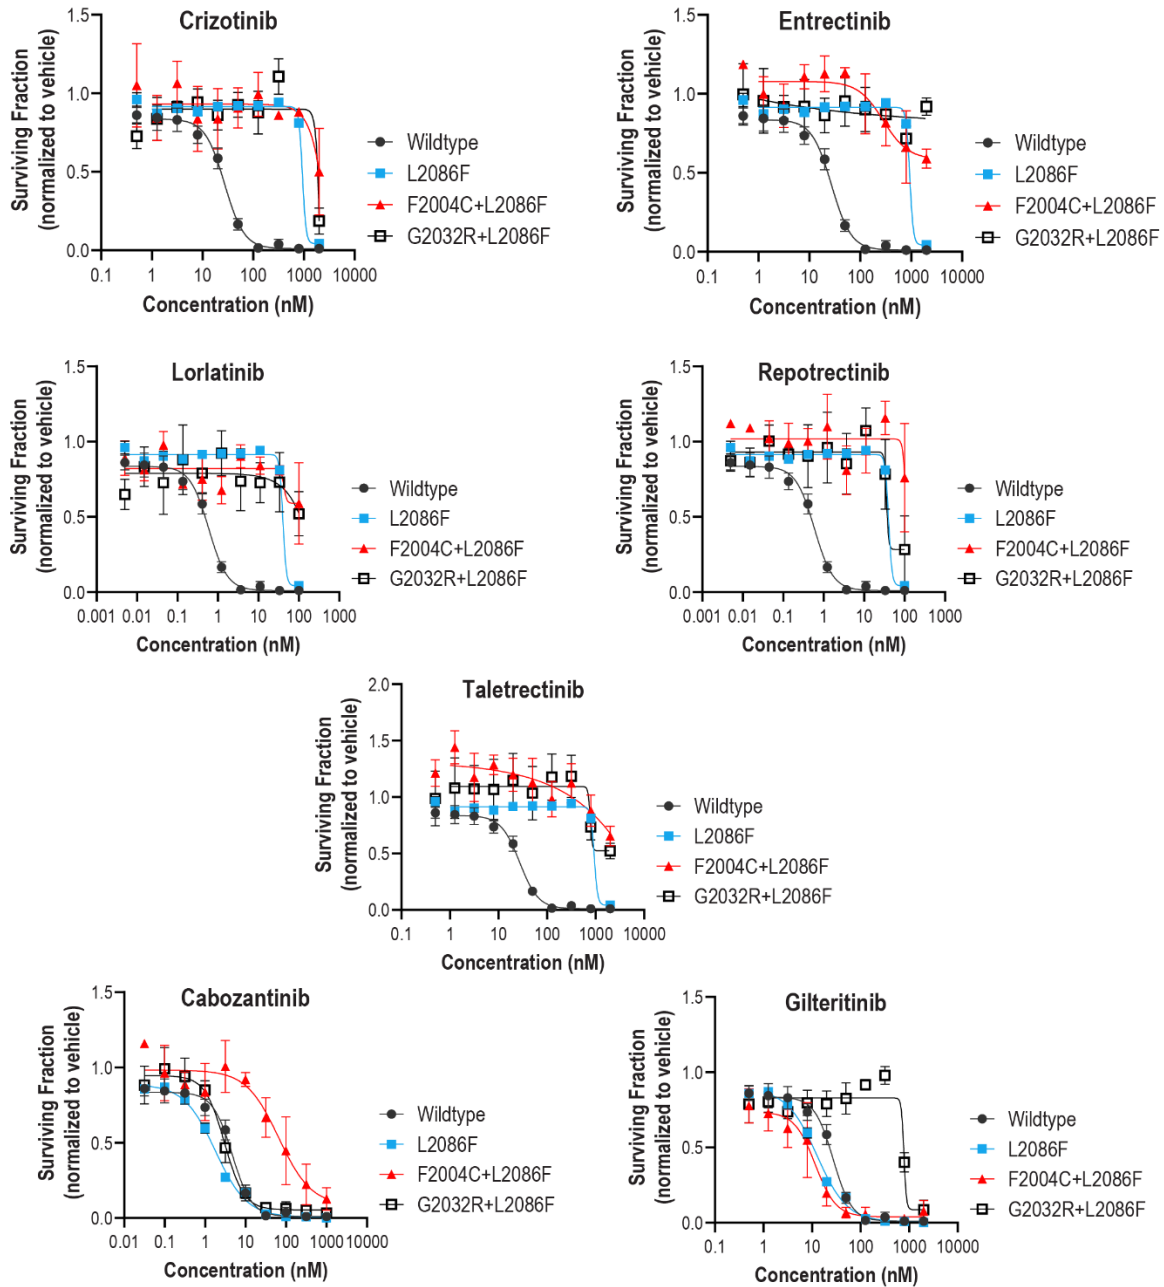 Crizotinib
Surviving Fraction
(normalized to vehicle)
1.5
1.0
0.5
0.0
0.1 1 10 100 1000 10000
Concentration (nM)
Wildtype
L2086F
F2004C+L2086F
G2032R+L2086F
Entrectinib
Surviving Fraction
(normalized to vehicle)
1.5
1.0
0.5
0.0
0.1 1 10 100 1000 10000
Concentration (nM)
Wildtype
L2086F
F2004C+L2086F
G2032R+L2086F
Lorlatinib
Surviving Fraction
(normalized to vehicle)
1.5
1.0
0.5
0.0
0.001 0.01 0.1 1 10 100 1000
Concentration (nM)
Wildtype
L2086F
F2004C+L2086F
G2032R+L2086F
Repotrectinib
Surviving Fraction
(normalized to vehicle)
1.5
1.0
0.5
0.0
0.001 0.01 0.1 1 10 100 1000
Concentration (nM)
Wildtype
L2086F
F2004C+L2086F
G2032R+L2086F
Taletrectinib
Surviving Fraction
(normalized to vehicle)
2.0
1.5
1.0
0.5
0.0
0.1 1 10 100 1000 10000
Concentration (nM)
Wildtype
L2086F
F2004C+L2086F
G2032R+L2086F
Cabozantinib
Surviving Fraction
(normalized to vehicle)
1.5
1.0
0.5
0.0
0.01 0.1 1 10 100 1000 10000
Concentration (nM)
Wildtype
L2086F
F2004C+L2086F
G2032R+L2086F
Gilteritinib
Surviving Fraction
(normalized to vehicle)
1.5
1.0
0.5
0.0
0.1 1 10 100 1000 10000
Concentration (nM)
Wildtype
L2086F
F2004C+L2086F
G2032R+L2086F